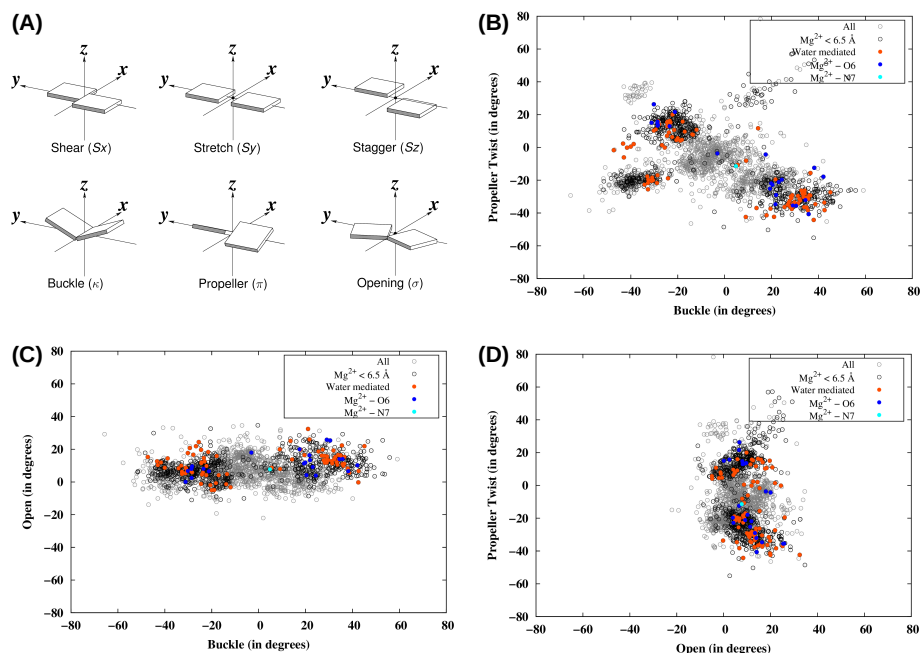 (A)
z
y
x
Shear (Sx)
z
y
x
Stretch (Sy)
z
y
x
Stagger (Sz)
z
y
x
Buckle (κ)
z
y
x
Propeller (π)
z
y
x
Opening (σ)
(B)
Propeller Twist (in degrees)
80
60
40
20
0
−20
−40
−60
−80
All
Mg²⁺ < 6.5 Å
Water mediated
Mg²⁺ − O6
Mg²⁺ − N7
−80 −60 −40 −20 0 20 40 60 80
Buckle (in degrees)
(C)
Open (in degrees)
80
60
40
20
0
−20
−40
−60
−80
All
Mg²⁺ < 6.5 Å
Water mediated
Mg²⁺ − O6
Mg²⁺ − N7
−80 −60 −40 −20 0 20 40 60 80
Buckle (in degrees)
(D)
Propeller Twist (in degrees)
80
60
40
20
0
−20
−40
−60
−80
All
Mg²⁺ < 6.5 Å
Water mediated
Mg²⁺ − O6
Mg²⁺ − N7
−80 −60 −40 −20 0 20 40 60 80
Open (in degrees)